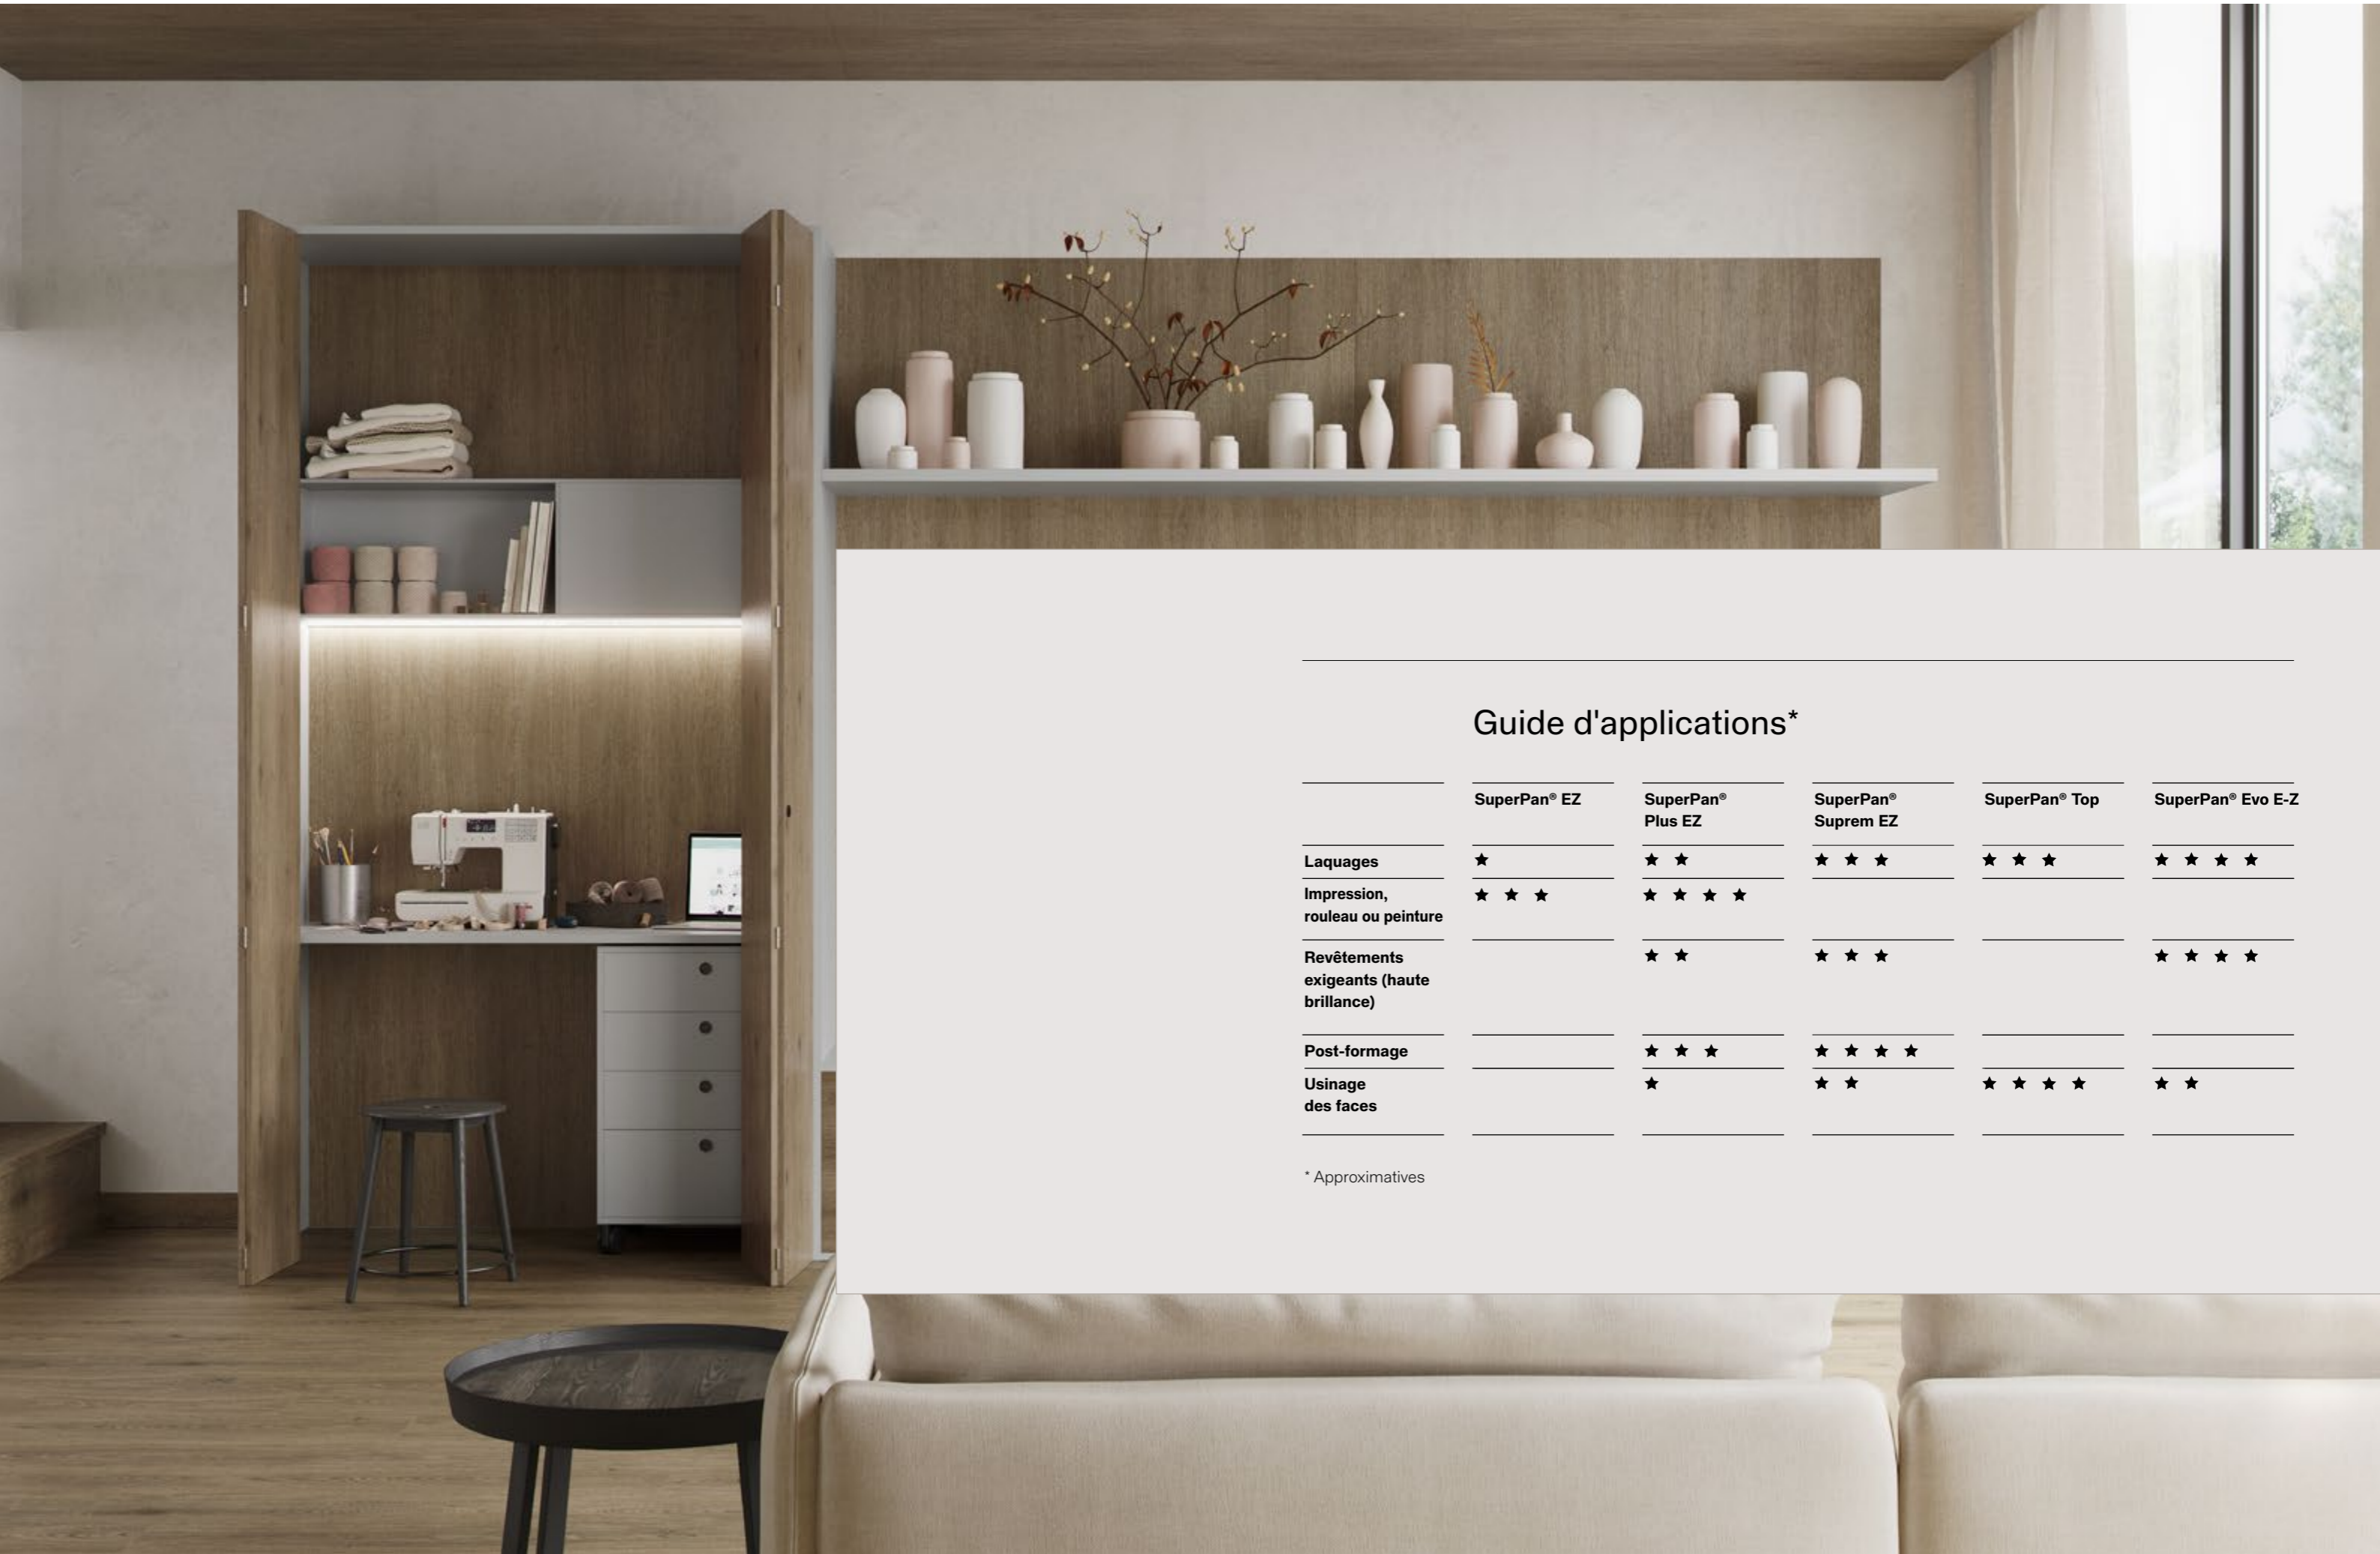 Guide d'applications*
SuperPan® EZ
SuperPan®
Plus EZ
SuperPan®
Suprem EZ
SuperPan® Top
SuperPan® Evo E-Z
Laquages ★ ★ ★ ★ ★ ★ ★ ★ ★ ★ ★ ★ ★
Impression,
rouleau ou peinture ★ ★ ★ ★ ★ ★ ★
Revêtements
exigeants (haute
brillance) ★ ★ ★ ★ ★ ★ ★ ★ ★
Post-formage ★ ★ ★ ★ ★ ★ ★
Usinage
des faces ★ ★ ★ ★ ★ ★ ★ ★ ★
* Approximatives